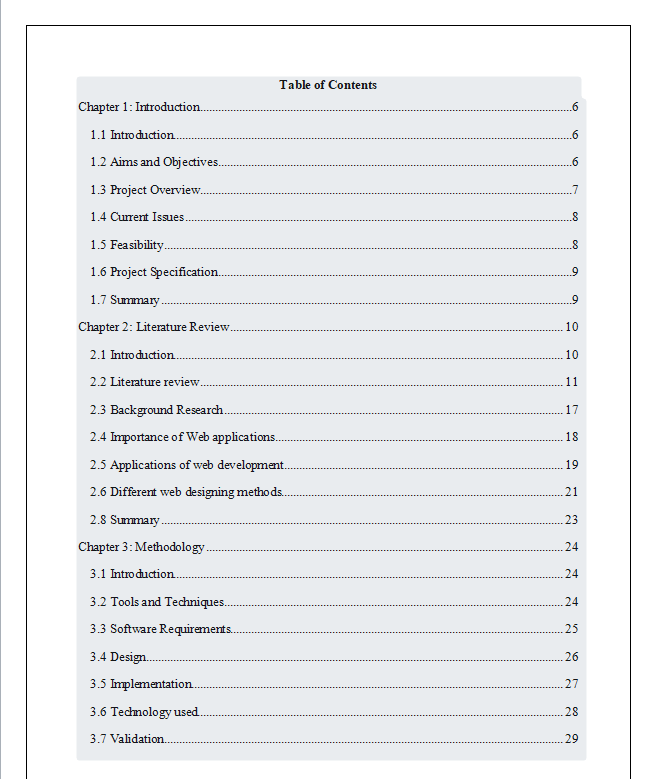 Table of Contents
Chapter 1: Introduction....................6
1.1 Introduction....................6
1.2 Aims and Objectives....................6
1.3 Project Overview....................7
1.4 Current Issues....................8
1.5 Feasibility....................8
1.6 Project Specification....................9
1.7 Summary....................9
Chapter 2: Literature Review....................10
2.1 Introduction....................10
2.2 Literature review....................11
2.3 Background Research....................17
2.4 Importance of Web applications....................18
2.5 Applications of web development....................19
2.6 Different web designing methods....................21
2.8 Summary....................23
Chapter 3: Methodology....................24
3.1 Introduction....................24
3.2 Tools and Techniques....................24
3.3 Software Requirements....................25
3.4 Design....................26
3.5 Implementation....................27
3.6 Technology used....................28
3.7 Validation....................29